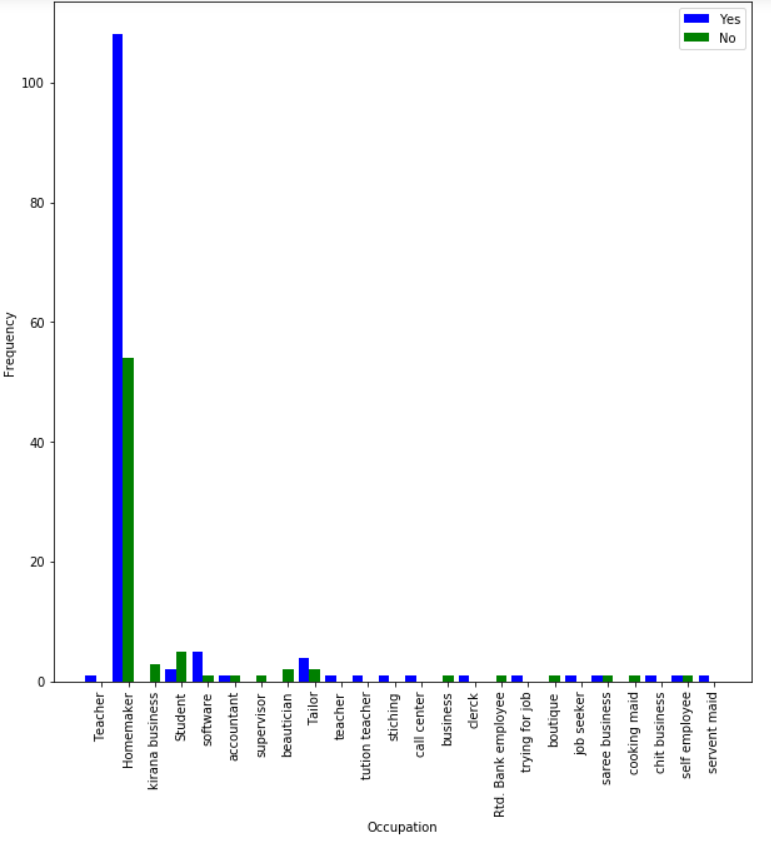 Yes
No
100
80
60
40
20
0
Frequency
Teacher
Homemaker
kirana business
Student
software
accountant
supervisor
beautician
Tailor
teacher
tution teacher
stiching
call center
business
clerck
Rtd. Bank employee
trying for job
boutique
job seeker
saree business
cooking maid
chit business
self employee
servent maid
Occupation